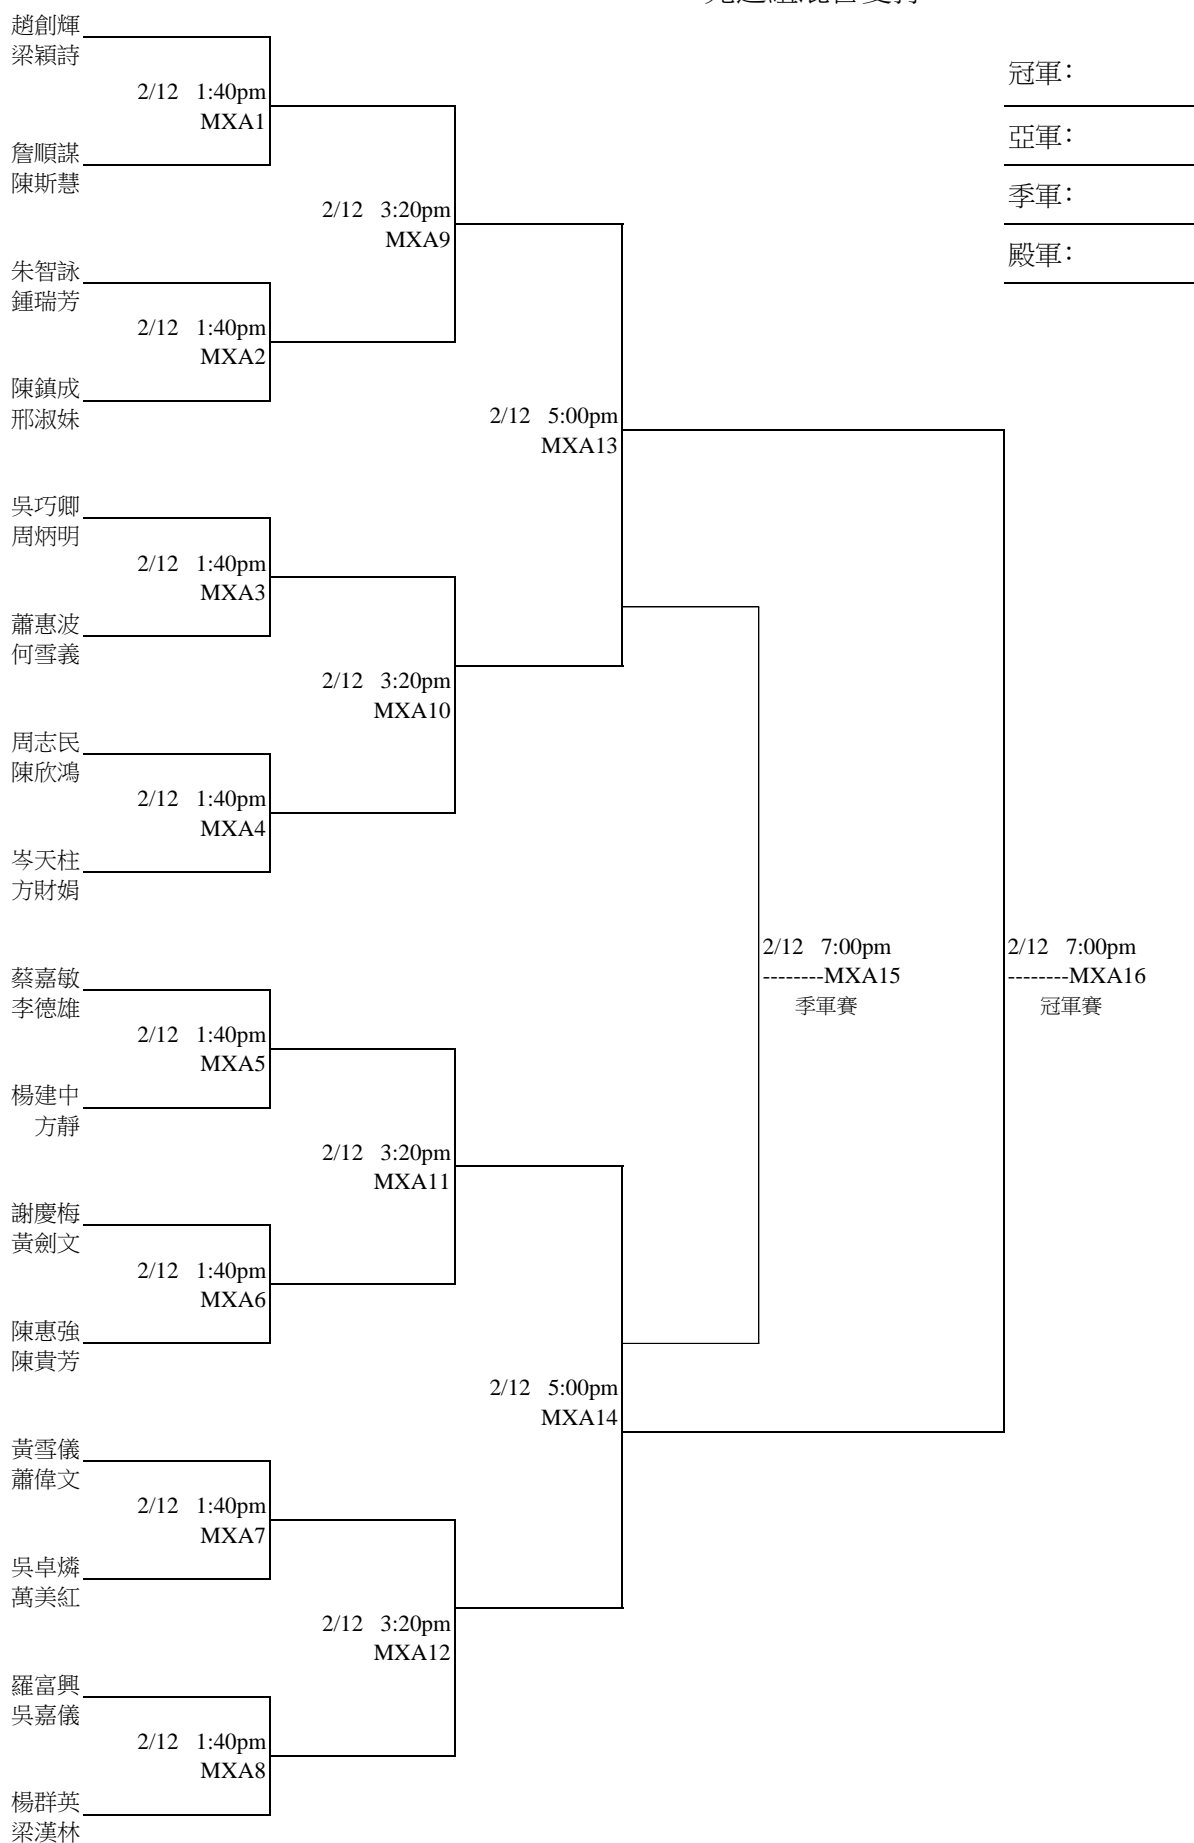 趙創輝
梁穎詩
2/12 1:40pm
MXA1
詹順謀
陳斯慧
2/12 3:20pm
MXA9
朱智詠
鍾瑞芳
2/12 1:40pm
MXA2
陳鎮成
邢淑妹
2/12 5:00pm
MXA13
吳巧卿
周炳明
2/12 1:40pm
MXA3
蕭惠波
何雪義
2/12 3:20pm
MXA10
周志民
陳欣鴻
2/12 1:40pm
MXA4
岑天柱
方財娟
蔡嘉敏
李德雄
2/12 1:40pm
MXA5
楊建中
方靜
2/12 3:20pm
MXA11
謝慶梅
黃劍文
2/12 1:40pm
MXA6
陳惠強
陳貴芳
2/12 5:00pm
MXA14
黃雪儀
蕭偉文
2/12 1:40pm
MXA7
吳卓燐
萬美紅
2/12 3:20pm
MXA12
羅富興
吳嘉儀
2/12 1:40pm
MXA8
楊群英
梁漢林
2/12 7:00pm
--------MXA15
季軍賽
2/12 7:00pm
--------MXA16
冠軍賽
冠軍：
亞軍：
季軍：
殿軍：